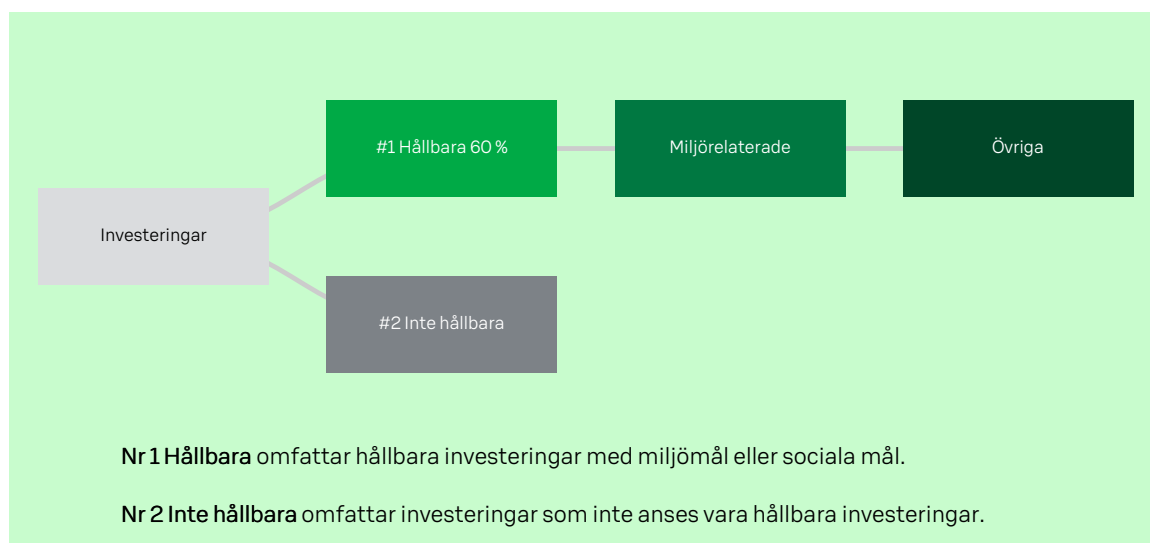 #1 Hållbara 60 %
Miljörelaterade
Övriga
Investeringar
#2 Inte hållbara
Nr 1 Hållbara omfattar hållbara investeringar med miljömål eller sociala mål.
Nr 2 Inte hållbara omfattar investeringar som inte anses vara hållbara investeringar.